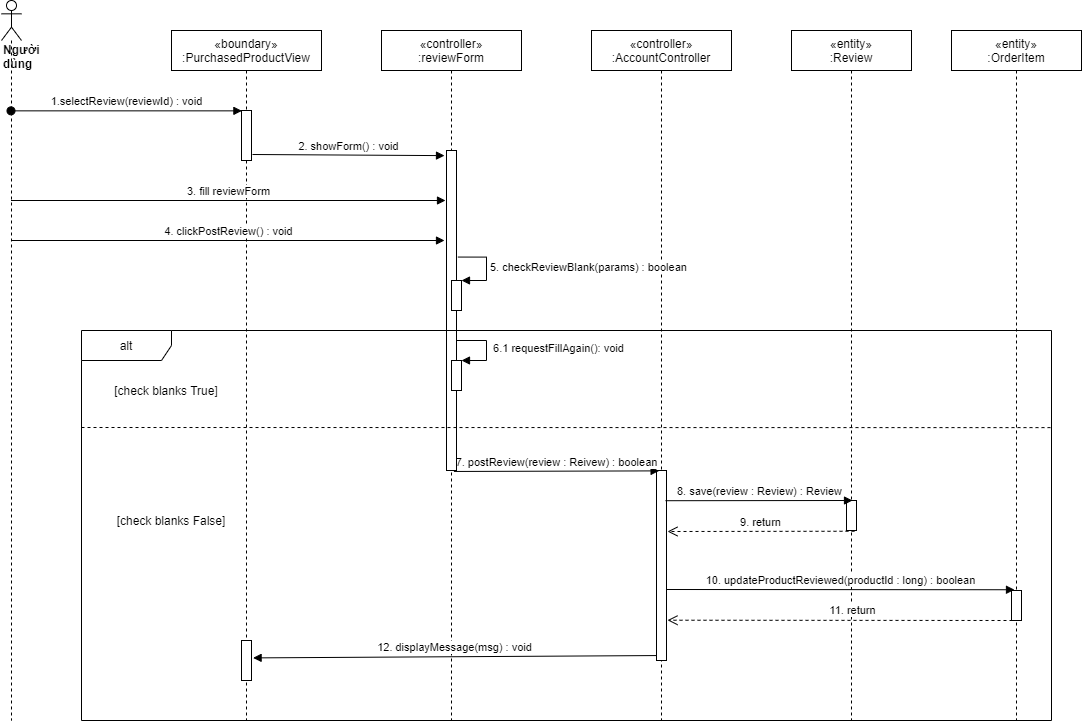 Người
dùng
«boundary»
:PurchasedProductView
«controller»
:reviewForm
«controller»
:AccountController
«entity»
:Review
«entity»
:OrderItem
1.selectReview(reviewId) : void
2. showForm() : void
3. fill reviewForm
4. clickPostReview() : void
5. checkReviewBlank(params) : boolean
alt
6.1 requestFillAgain(): void
[check blanks True]
7. postReview(review : Reivew) : boolean
8. save(review : Review) : Review
[check blanks False]
9. return
10. updateProductReviewed(productId : long) : boolean
11. return
12. displayMessage(msg) : void